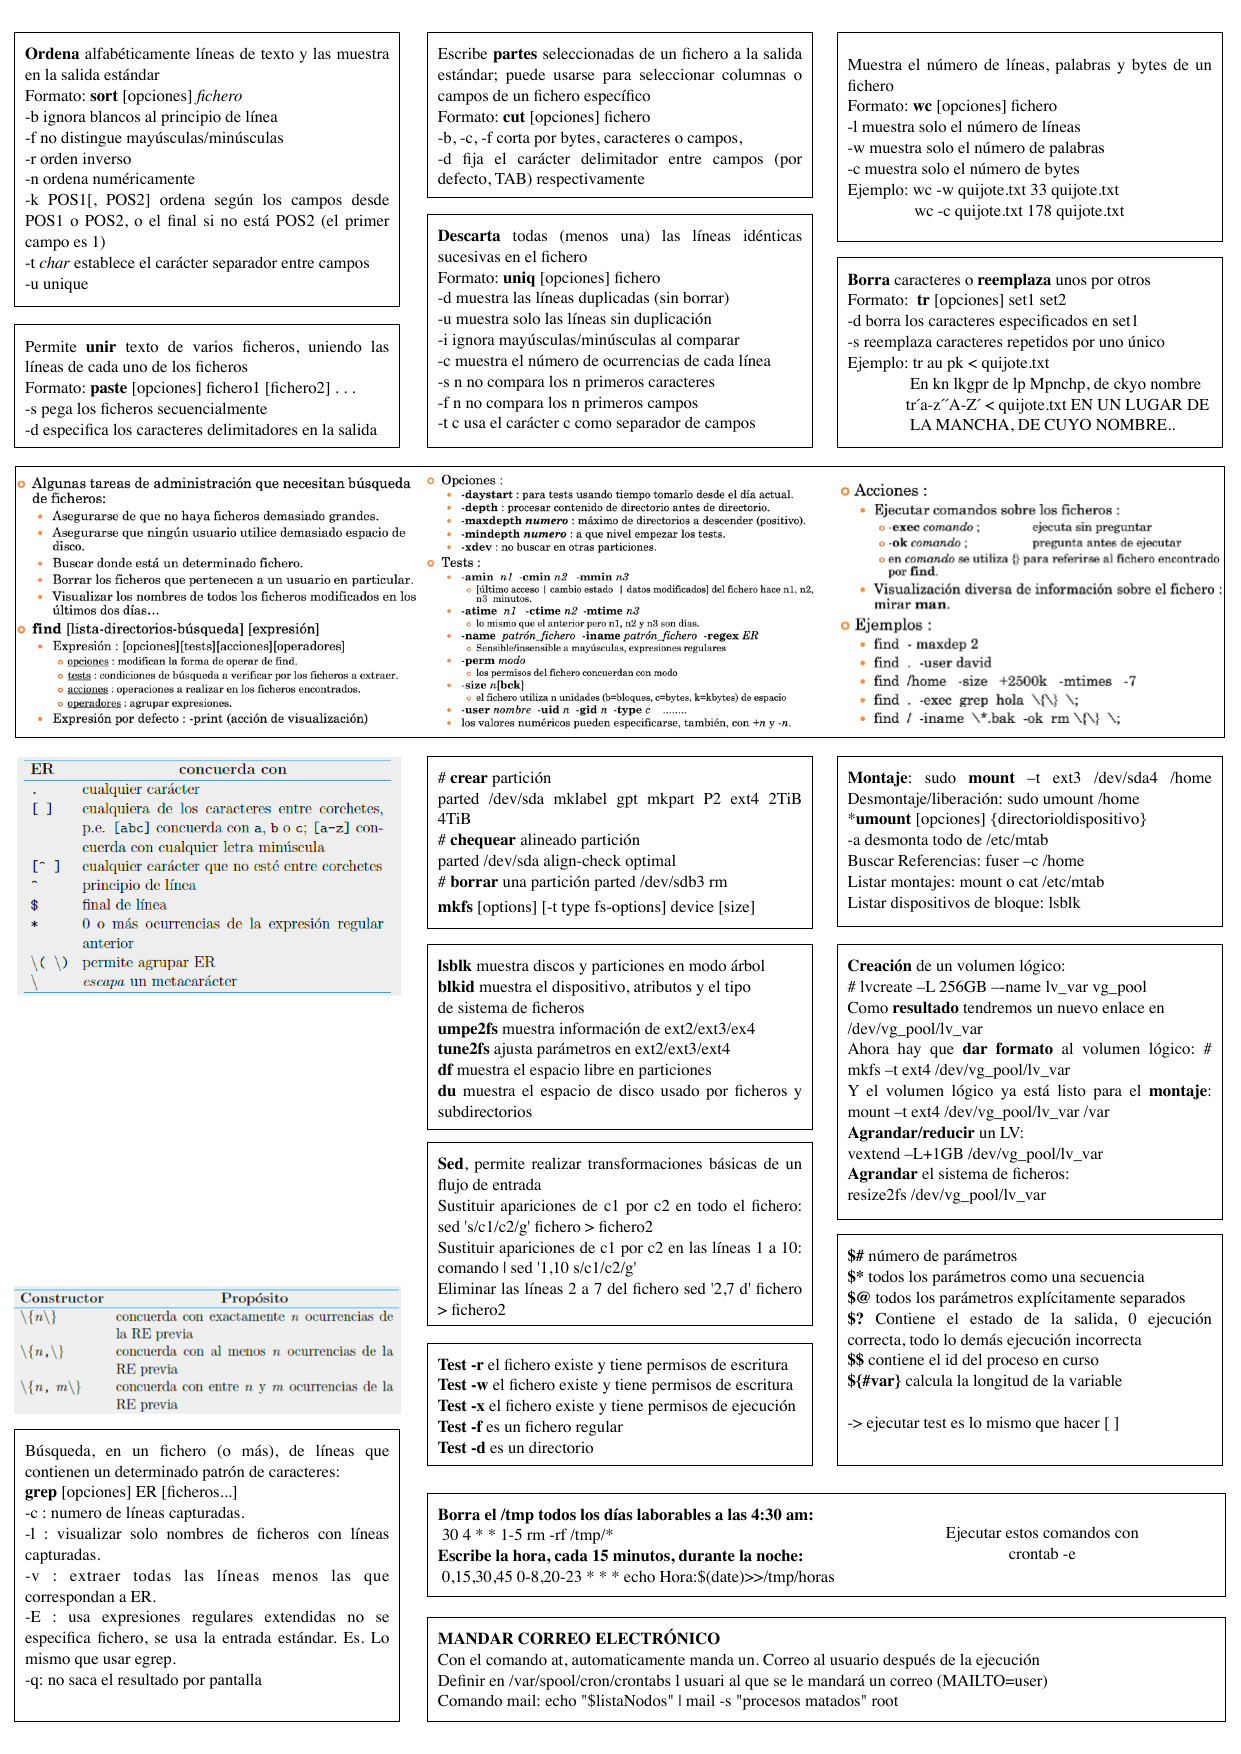 Ordena alfabéticamente líneas de texto y las muestra
en la salida estándar
Formato: sort [opciones] fichero
-b ignora blancos al principio de línea
-f no distingue mayúsculas/minúsculas
-r orden inverso
-n ordena numéricamente
-k POS1[, POS2] ordena según los campos desde
POS1 o POS2, o el final si no está POS2 (el primer
campo es 1)
-t char establece el carácter separador entre campos
-u unique
Permite unir texto de varios ficheros, uniendo las
líneas de cada uno de los ficheros
Formato: paste [opciones] fichero1 [fichero2] . . .
-s pega los ficheros secuencialmente
-d especifica los caracteres delimitadores en la salida
Escribe partes seleccionadas de un fichero a la salida
estándar; puede usarse para seleccionar columnas o
campos de un fichero específico
Formato: cut [opciones] fichero
-b, -c, -f corta por bytes, caracteres o campos,
-d fija el carácter delimitador entre campos (por
defecto, TAB) respectivamente
Descarta todas (menos una) las líneas idénticas
sucesivas en el fichero
Formato: uniq [opciones] fichero
-d muestra las líneas duplicadas (sin borrar)
-u muestra solo las líneas sin duplicación
-i ignora mayúsculas/minúsculas al comparar
-c muestra el número de ocurrencias de cada línea
-s n no compara los n primeros caracteres
-f n no compara los n primeros campos
-t c usa el carácter c como separador de campos
Muestra el número de líneas, palabras y bytes de un
fichero
Formato: wc [opciones] fichero
-l muestra solo el número de líneas
-w muestra solo el número de palabras
-c muestra solo el número de bytes
Ejemplo: wc -w quijote.txt 33 quijote.txt
wc -c quijote.txt 178 quijote.txt
Borra caracteres o reemplaza unos por otros
Formato: tr [opciones] set1 set2
-d borra los caracteres especificados en set1
-s reemplaza caracteres repetidos por uno único
Ejemplo: tr au pk < quijote.txt
En kn lkgpr de lp Mpnchp, de ckyo nombre
tr´a-z´´A-Z´ < quijote.txt EN UN LUGAR DE
LA MANCHA, DE CUYO NOMBRE..
Algunas tareas de administración que necesitan búsqueda
de ficheros:
Asegurarse de que no haya ficheros demasiado grandes.
Asegurarse que ningún usuario utilice demasiado espacio de
disco.
Buscar donde está un determinado fichero.
Borrar los ficheros que pertenecen a un usuario en particular.
Visualizar los nombres de todos los ficheros modificados en los
últimos dos días…
find [lista-directorios-búsqueda] [expresión]
Expresión : [opciones][tests][acciones][operadores]
opciones : modifican la forma de operar de find.
tests : condiciones de búsqueda a verificar por los ficheros a extraer.
acciones : operaciones a realizar en los ficheros encontrados.
operadores : agrupar expresiones.
Expresión por defecto : -print (acción de visualización)
Opciones :
-daystart : para tests usando tiempo tomarlo desde el día actual.
-depth : procesar contenido de directorio antes de directorio.
-maxdepth numero : máximo de directorios a descender (positivo).
-mindepth numero : a que nivel empezar los tests.
-xdev : no buscar en otras particiones.
Tests :
-amin n1 -cmin n2 -mmin n3
[último acceso | cambio estado | datos modificados] del fichero hace n1, n2,
n3 minutos.
-atime n1 -ctime n2 -mtime n3
lo mismo que el anterior pero n1, n2 y n3 son días.
-name patrón_fichero -iname patrón_fichero -regex ER
Sensible/insensible a mayúsculas, expresiones regulares
-perm modo
los permisos del fichero concuerdan con modo
-size n[bck]
el fichero utiliza n unidades (b=bloques, c=bytes, k=kbytes) de espacio
-user nombre -uid n -gid n -type c ........
los valores numéricos pueden especificarse, también, con +n y -n.
Acciones :
Ejecutar comandos sobre los ficheros :
-exec comando ; ejecuta sin preguntar
-ok comando ; pregunta antes de ejecutar
en comando se utiliza {} para referirse al fichero encontrado
por find.
Visualización diversa de información sobre el fichero :
mirar man.
Ejemplos :
find - maxdep 2
find . -user david
find /home -size +2500k -mtimes -7
find . -exec grep hola \{\} \;
find / -iname \*.bak -ok rm \{\} \;
ER concuerda con
. cualquier carácter
[ ] cualquiera de los caracteres entre corchetes,
p.e. [abc] concuerda con a, b o c; [a-z] con-
cuerda con cualquier letra minúscula
[^ ] cualquier carácter que no esté entre corchetes
^ principio de línea
$ final de línea
* 0 o más ocurrencias de la expresión regular
anterior
\( \) permite agrupar ER
\ escapa un metacarácter
Constructor Propósito
\{n\} concuerda con exactamente n ocurrencias de
la RE previa
\{n,\} concuerda con al menos n ocurrencias de la
RE previa
\{n, m\} concuerda con entre n y m ocurrencias de la
RE previa
Búsqueda, en un fichero (o más), de líneas que
contienen un determinado patrón de caracteres:
grep [opciones] ER [ficheros...]
-c : numero de líneas capturadas.
-l : visualizar solo nombres de ficheros con líneas
capturadas.
-v : extraer todas las líneas menos las que
correspondan a ER.
-E : usa expresiones regulares extendidas no se
especifica fichero, se usa la entrada estándar. Es. Lo
mismo que usar egrep.
-q: no saca el resultado por pantalla
# crear partición
parted /dev/sda mklabel gpt mkpart P2 ext4 2TiB
4TiB
# chequear alineado partición
parted /dev/sda align-check optimal
# borrar una partición parted /dev/sdb3 rm
mkfs [options] [-t type fs-options] device [size]
lsblk muestra discos y particiones en modo árbol
blkid muestra el dispositivo, atributos y el tipo
de sistema de ficheros
umpe2fs muestra información de ext2/ext3/ex4
tune2fs ajusta parámetros en ext2/ext3/ext4
df muestra el espacio libre en particiones
du muestra el espacio de disco usado por ficheros y
subdirectorios
Sed, permite realizar transformaciones básicas de un
flujo de entrada
Sustituir apariciones de c1 por c2 en todo el fichero:
sed 's/c1/c2/g' fichero > fichero2
Sustituir apariciones de c1 por c2 en las líneas 1 a 10:
comando | sed '1,10 s/c1/c2/g'
Eliminar las líneas 2 a 7 del fichero sed '2,7 d' fichero
> fichero2
Test -r el fichero existe y tiene permisos de escritura
Test -w el fichero existe y tiene permisos de escritura
Test -x el fichero existe y tiene permisos de ejecución
Test -f es un fichero regular
Test -d es un directorio
Montaje: sudo mount –t ext3 /dev/sda4 /home
Desmontaje/liberación: sudo umount /home
*umount [opciones] {directorio|dispositivo}
-a desmonta todo de /etc/mtab
Buscar Referencias: fuser –c /home
Listar montajes: mount o cat /etc/mtab
Listar dispositivos de bloque: lsblk
Creación de un volumen lógico:
# lvcreate –L 256GB –-name lv_var vg_pool
Como resultado tendremos un nuevo enlace en
/dev/vg_pool/lv_var
Ahora hay que dar formato al volumen lógico: #
mkfs –t ext4 /dev/vg_pool/lv_var
Y el volumen lógico ya está listo para el montaje:
mount –t ext4 /dev/vg_pool/lv_var /var
Agrandar/reducir un LV:
vextend –L+1GB /dev/vg_pool/lv_var
Agrandar el sistema de ficheros:
resize2fs /dev/vg_pool/lv_var
$# número de parámetros
$* todos los parámetros como una secuencia
$@ todos los parámetros explícitamente separados
$? Contiene el estado de la salida, 0 ejecución
correcta, todo lo demás ejecución incorrecta
$$ contiene el id del proceso en curso
${#var} calcula la longitud de la variable
-> ejecutar test es lo mismo que hacer [ ]
Borra el /tmp todos los días laborables a las 4:30 am:
30 4 * * 1-5 rm -rf /tmp/*
Escribe la hora, cada 15 minutos, durante la noche:
0,15,30,45 0-8,20-23 * * * echo Hora:$(date)>>/tmp/horas
Ejecutar estos comandos con
crontab -e
MANDAR CORREO ELECTRÓNICO
Con el comando at, automaticamente manda un. Correo al usuario después de la ejecución
Definir en /var/spool/cron/crontabs l usuari al que se le mandará un correo (MAILTO=user)
Comando mail: echo "$listaNodos" | mail -s "procesos matados" root